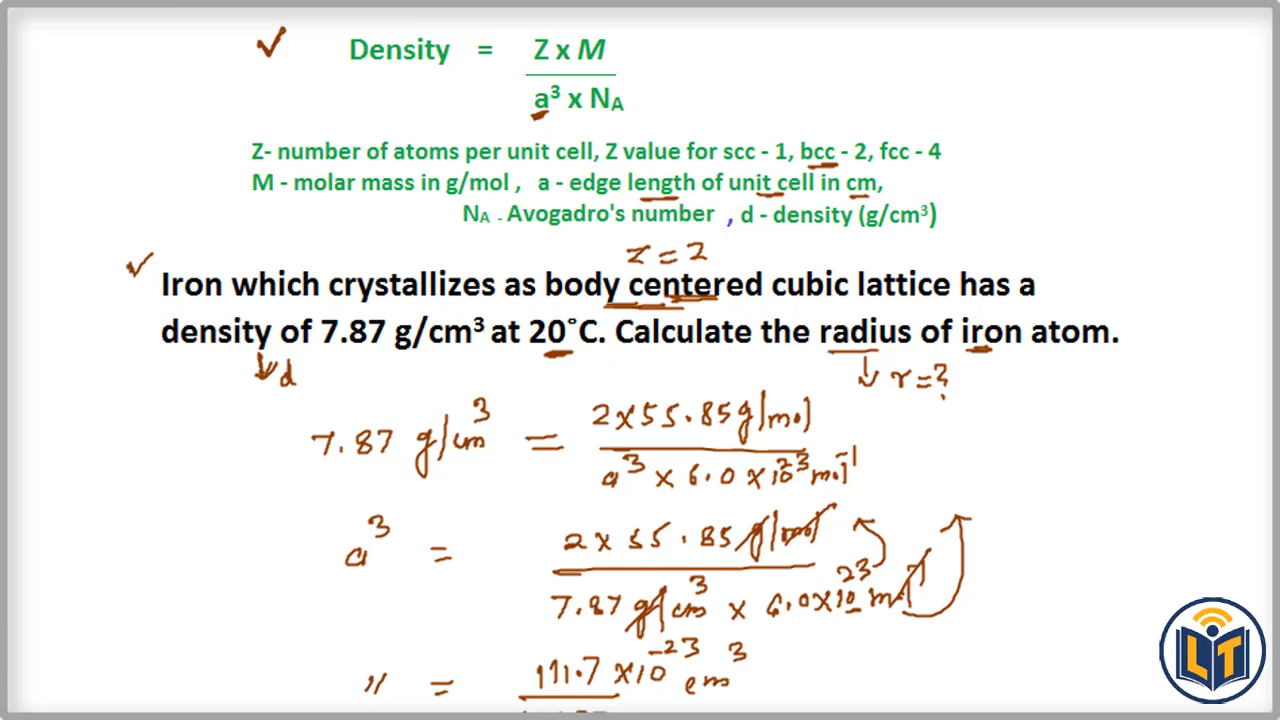 ✓ Density = Z x M
a³ x NA
Z- number of atoms per unit cell, Z value for scc - 1, bcc - 2, fcc - 4
M - molar mass in g/mol , a - edge length of unit cell in cm,
NA - Avogadro's number , d - density (g/cm³)
z = 2
✓ Iron which crystallizes as body centered cubic lattice has a
density of 7.87 g/cm³ at 20°C. Calculate the radius of iron atom.
↓ d ↓ r = ?
7.87 g/cm³ = 2×55.85 g/mol
a³ × 6.0 × 10²³ mol⁻¹
a³ = 2 × 55.85 g/mol
7.87 g/cm³ × 6.0×10²³ mol⁻¹
" = 111.7 ×10⁻²³ cm³
LT